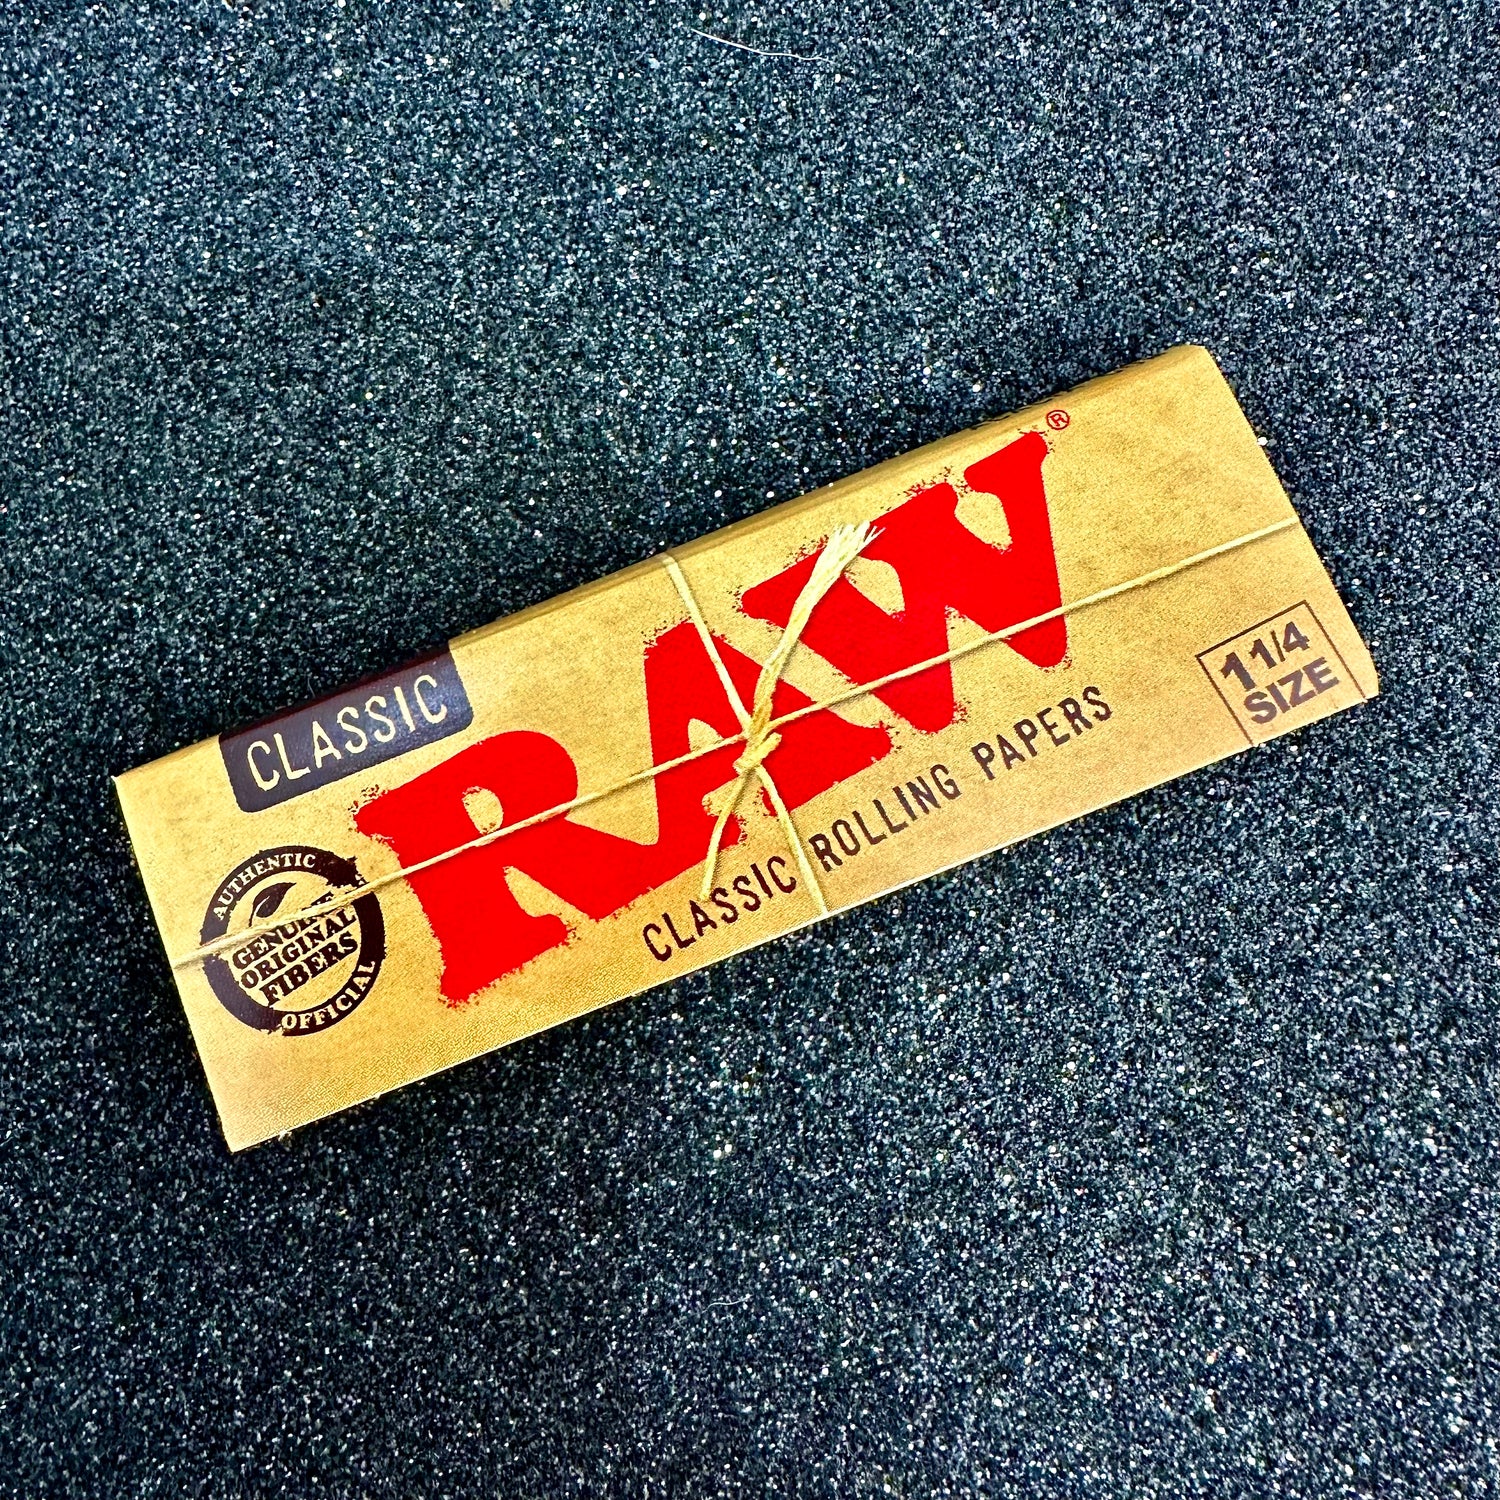 CLASSIC
RAW®
CLASSIC ROLLING PAPERS
1 1/4
SIZE
AUTHENTIC
GENUINE
ORIGINAL
FIBERS
OFFICIAL